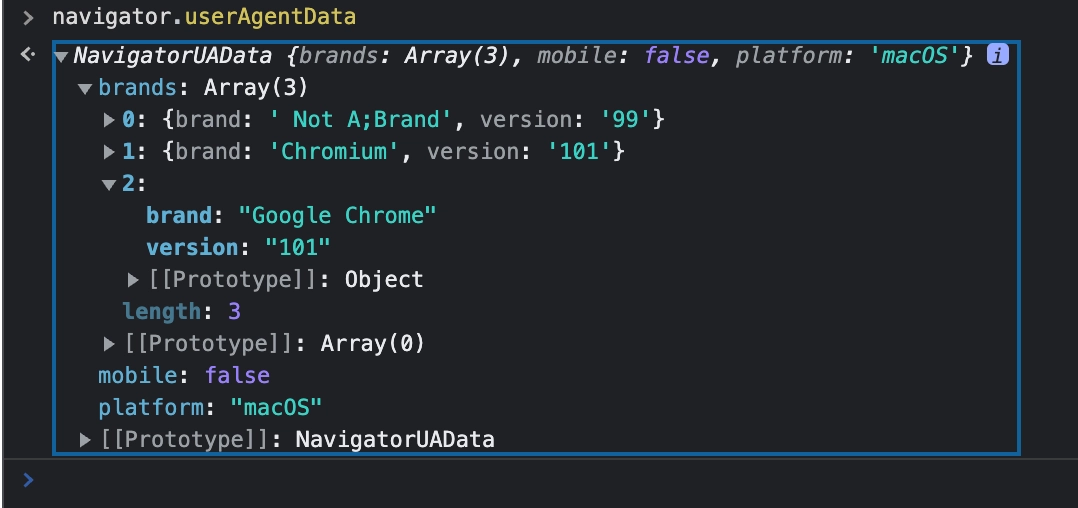 > navigator.userAgentData
NavigatorUAData {brands: Array(3), mobile: false, platform: 'macOS'} i
brands: Array(3)
0: {brand: ' Not A;Brand', version: '99'}
1: {brand: 'Chromium', version: '101'}
2:
brand: "Google Chrome"
version: "101"
[[Prototype]]: Object
length: 3
[[Prototype]]: Array(0)
mobile: false
platform: "macOS"
[[Prototype]]: NavigatorUAData
>